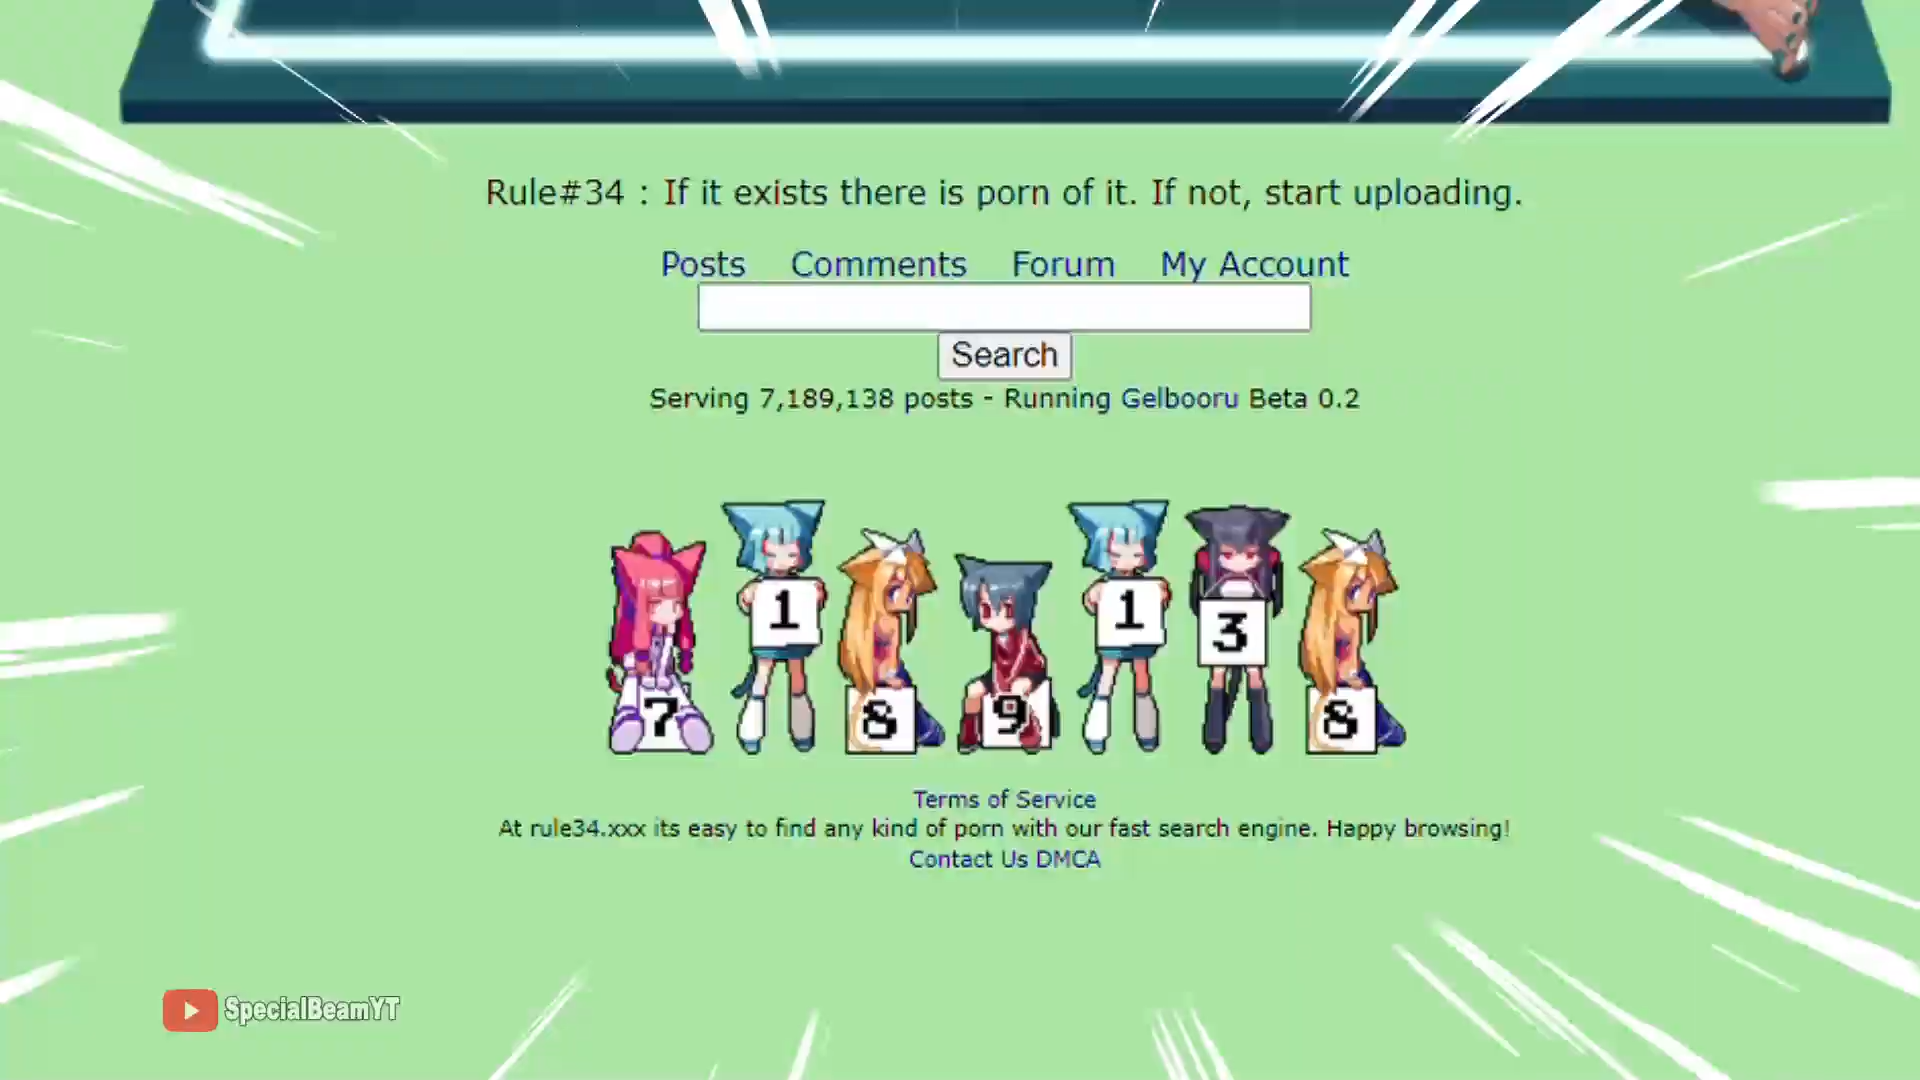 Rule#34 : If it exists there is porn of it. If not, start uploading.
Posts Comments Forum My Account
Search
Serving 7,189,138 posts - Running Gelbooru Beta 0.2
7 1 8 9 1 3 8
Terms of Service
At rule34.xxx its easy to find any kind of porn with our fast search engine. Happy browsing!
Contact Us DMCA
SpecialBeamYT